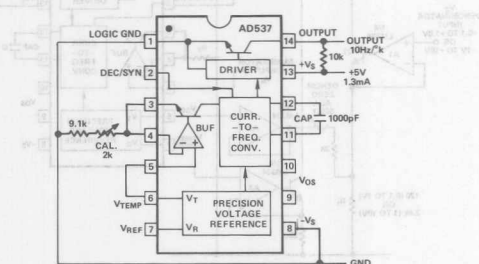 AD537
LOGIC GND
1
14
OUTPUT
OUTPUT
10Hz/°k
10k
DRIVER
13
+VS
+5V
1.3mA
DEC/SYN
2
3
CURR.
–TO–
FREQ.
CONV.
12
CAP
1000pF
11
9.1k
CAL.
2k
4
BUF
– +
5
10
VOS
VTEMP
6
VT
PRECISION
VOLTAGE
REFERENCE
9
VREF
7
VR
8
–VS
GND